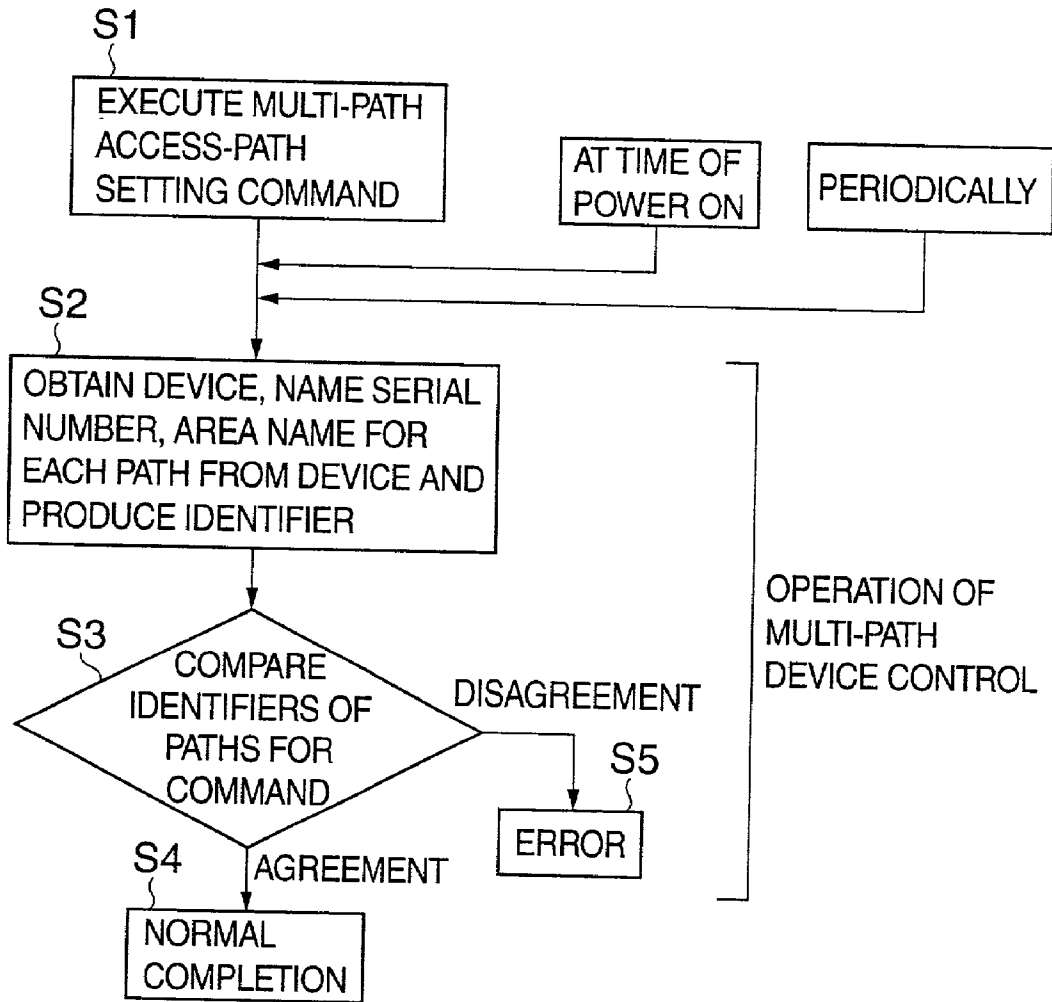 S1
EXECUTE MULTI-PATH
ACCESS-PATH
SETTING COMMAND
AT TIME OF
POWER ON
PERIODICALLY
S2
OBTAIN DEVICE, NAME SERIAL
NUMBER, AREA NAME FOR
EACH PATH FROM DEVICE AND
PRODUCE IDENTIFIER
OPERATION OF
MULTI-PATH
DEVICE CONTROL
S3
COMPARE
IDENTIFIERS OF
PATHS FOR
COMMAND
DISAGREEMENT
S5
ERROR
AGREEMENT
S4
NORMAL
COMPLETION